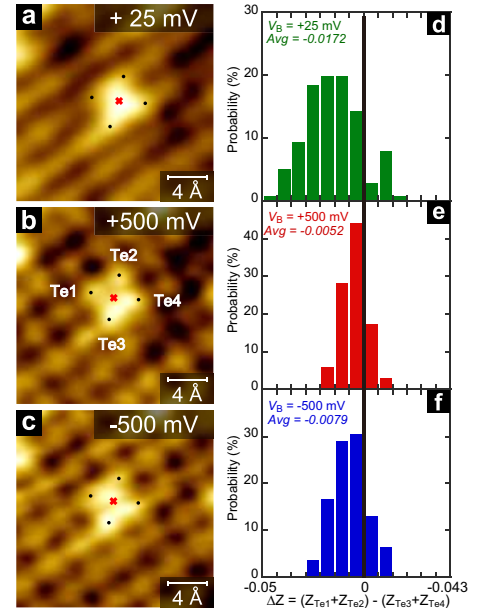 a
+ 25 mV
4 Å
b
+500 mV
Te2
Te1
Te4
Te3
4 Å
c
-500 mV
4 Å
d
V_B = +25 mV
Avg = -0.0172
Probability (%)
30
20
10
0
e
V_B = +500 mV
Avg = -0.0052
Probability (%)
40
30
20
10
0
f
V_B = -500 mV
Avg = -0.0079
Probability (%)
40
30
20
10
0
-0.05
0
-0.043
ΔZ = (Z_Te1+Z_Te2) - (Z_Te3+Z_Te4)